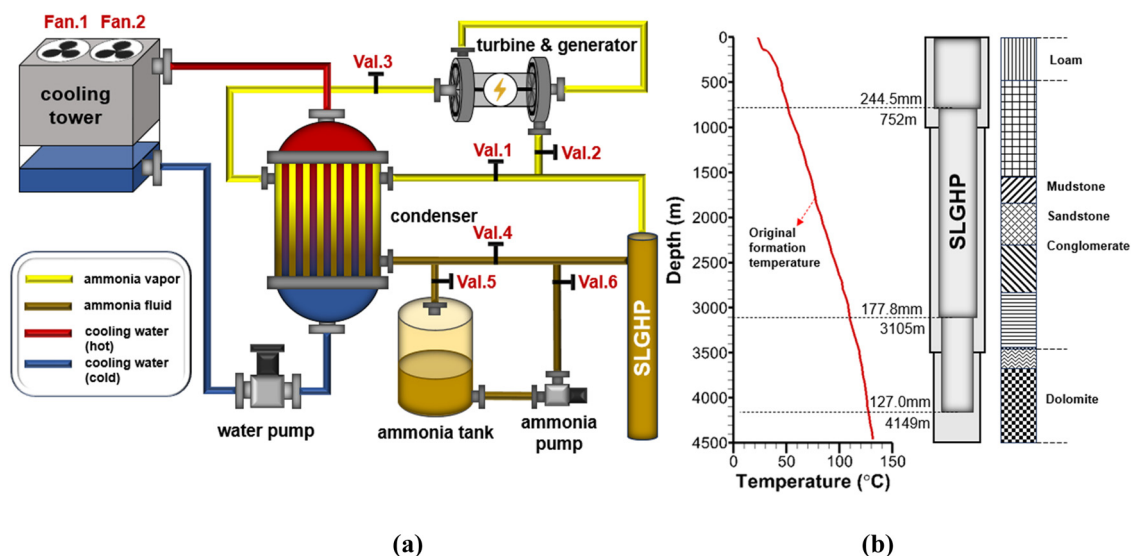 Fan.1 Fan.2
cooling
tower
Val.3
turbine & generator
Val.1
Val.2
condenser
Val.4
Val.5
Val.6
SLGHP
ammonia vapor
ammonia fluid
cooling water
(hot)
cooling water
(cold)
water pump
ammonia tank
ammonia
pump
(a)
Depth (m)
0
500
1000
1500
2000
2500
3000
3500
4000
4500
0
50
100
150
Temperature (°C)
Original
formation
temperature
244.5mm
752m
177.8mm
3105m
127.0mm
4149m
SLGHP
Loam
Mudstone
Sandstone
Conglomerate
Dolomite
(b)